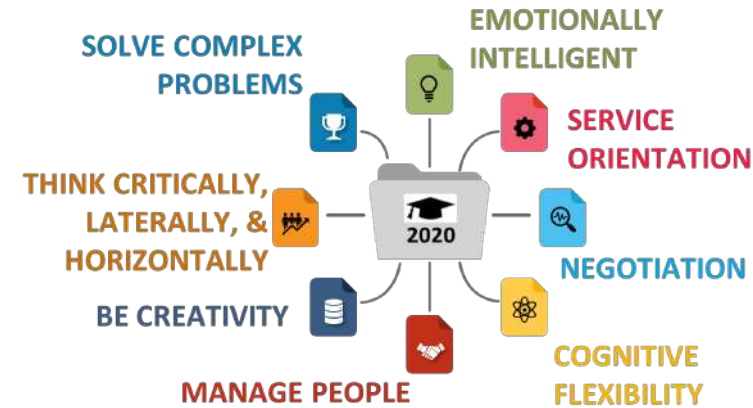 EMOTIONALLY
INTELLIGENT
SOLVE COMPLEX
PROBLEMS
SERVICE
ORIENTATION
THINK CRITICALLY,
LATERALLY, &
HORIZONTALLY
2020
NEGOTIATION
BE CREATIVITY
COGNITIVE
FLEXIBILITY
MANAGE PEOPLE